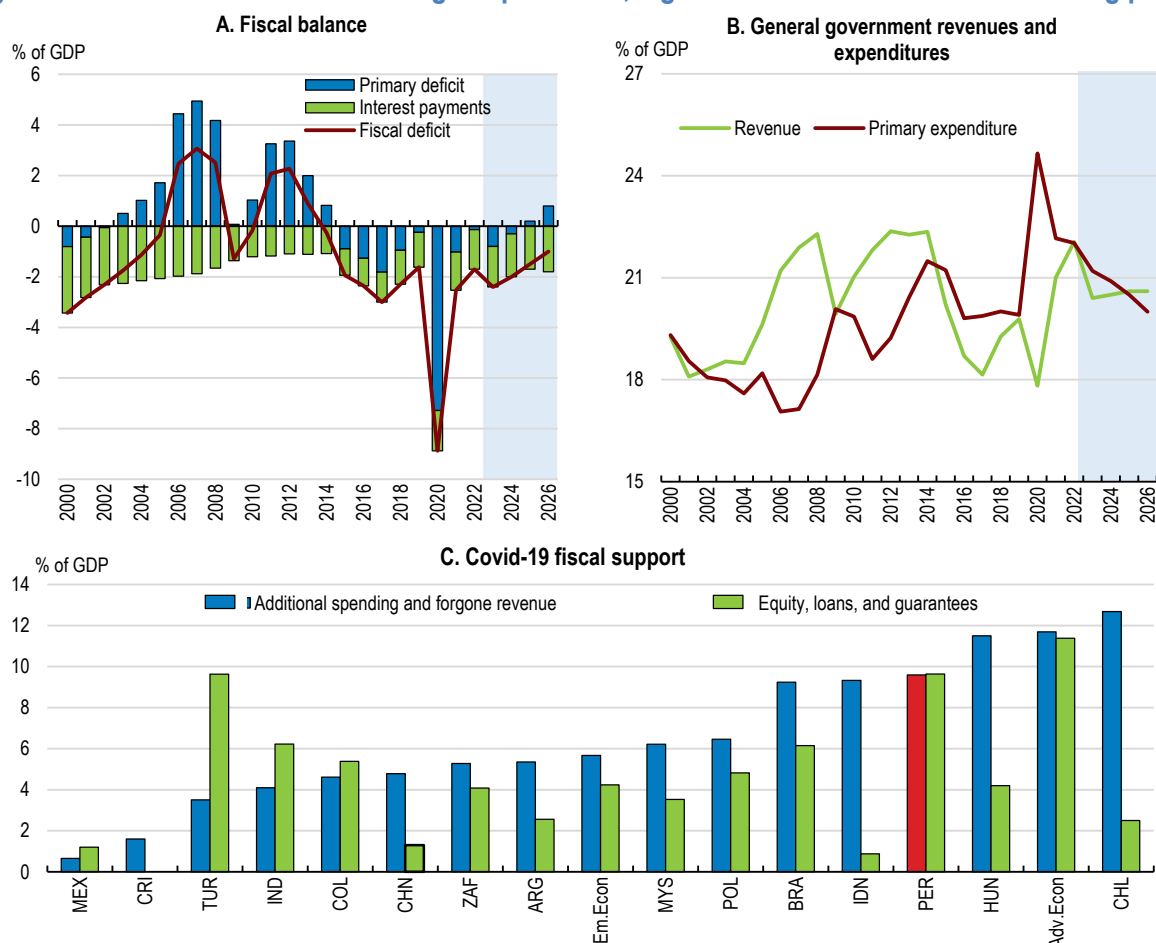 A. Fiscal balance
% of GDP
6
4
2
0
-2
-4
-6
-8
-10
Primary deficit
Interest payments
Fiscal deficit
2000
2002
2004
2006
2008
2010
2012
2014
2016
2018
2020
2022
2024
2026
B. General government revenues and
expenditures
% of GDP
27
24
21
18
15
Revenue
Primary expenditure
2000
2002
2004
2006
2008
2010
2012
2014
2016
2018
2020
2022
2024
2026
C. Covid-19 fiscal support
% of GDP
14
12
10
8
6
4
2
0
Additional spending and forgone revenue
Equity, loans, and guarantees
MEX
CRI
TUR
IND
COL
CHN
ZAF
ARG
Em.Econ
MYS
POL
BRA
IDN
PER
HUN
Adv.Econ
CHL